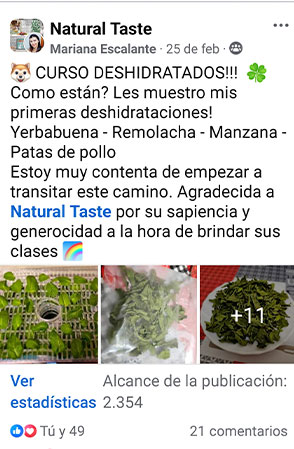 Natural Taste
Mariana Escalante · 25 de feb ·
CURSO DESHIDRATADOS!!!
Como están? Les muestro mis
primeras deshidrataciones!
Yerbabuena - Remolacha - Manzana -
Patas de pollo
Estoy muy contenta de empezar a
transitar este camino. Agradecida a
Natural Taste por su sapiencia y
generocidad a la hora de brindar sus
clases
+11
Ver
estadísticas
Alcance de la publicación:
2.354
Tú y 49
21 comentarios